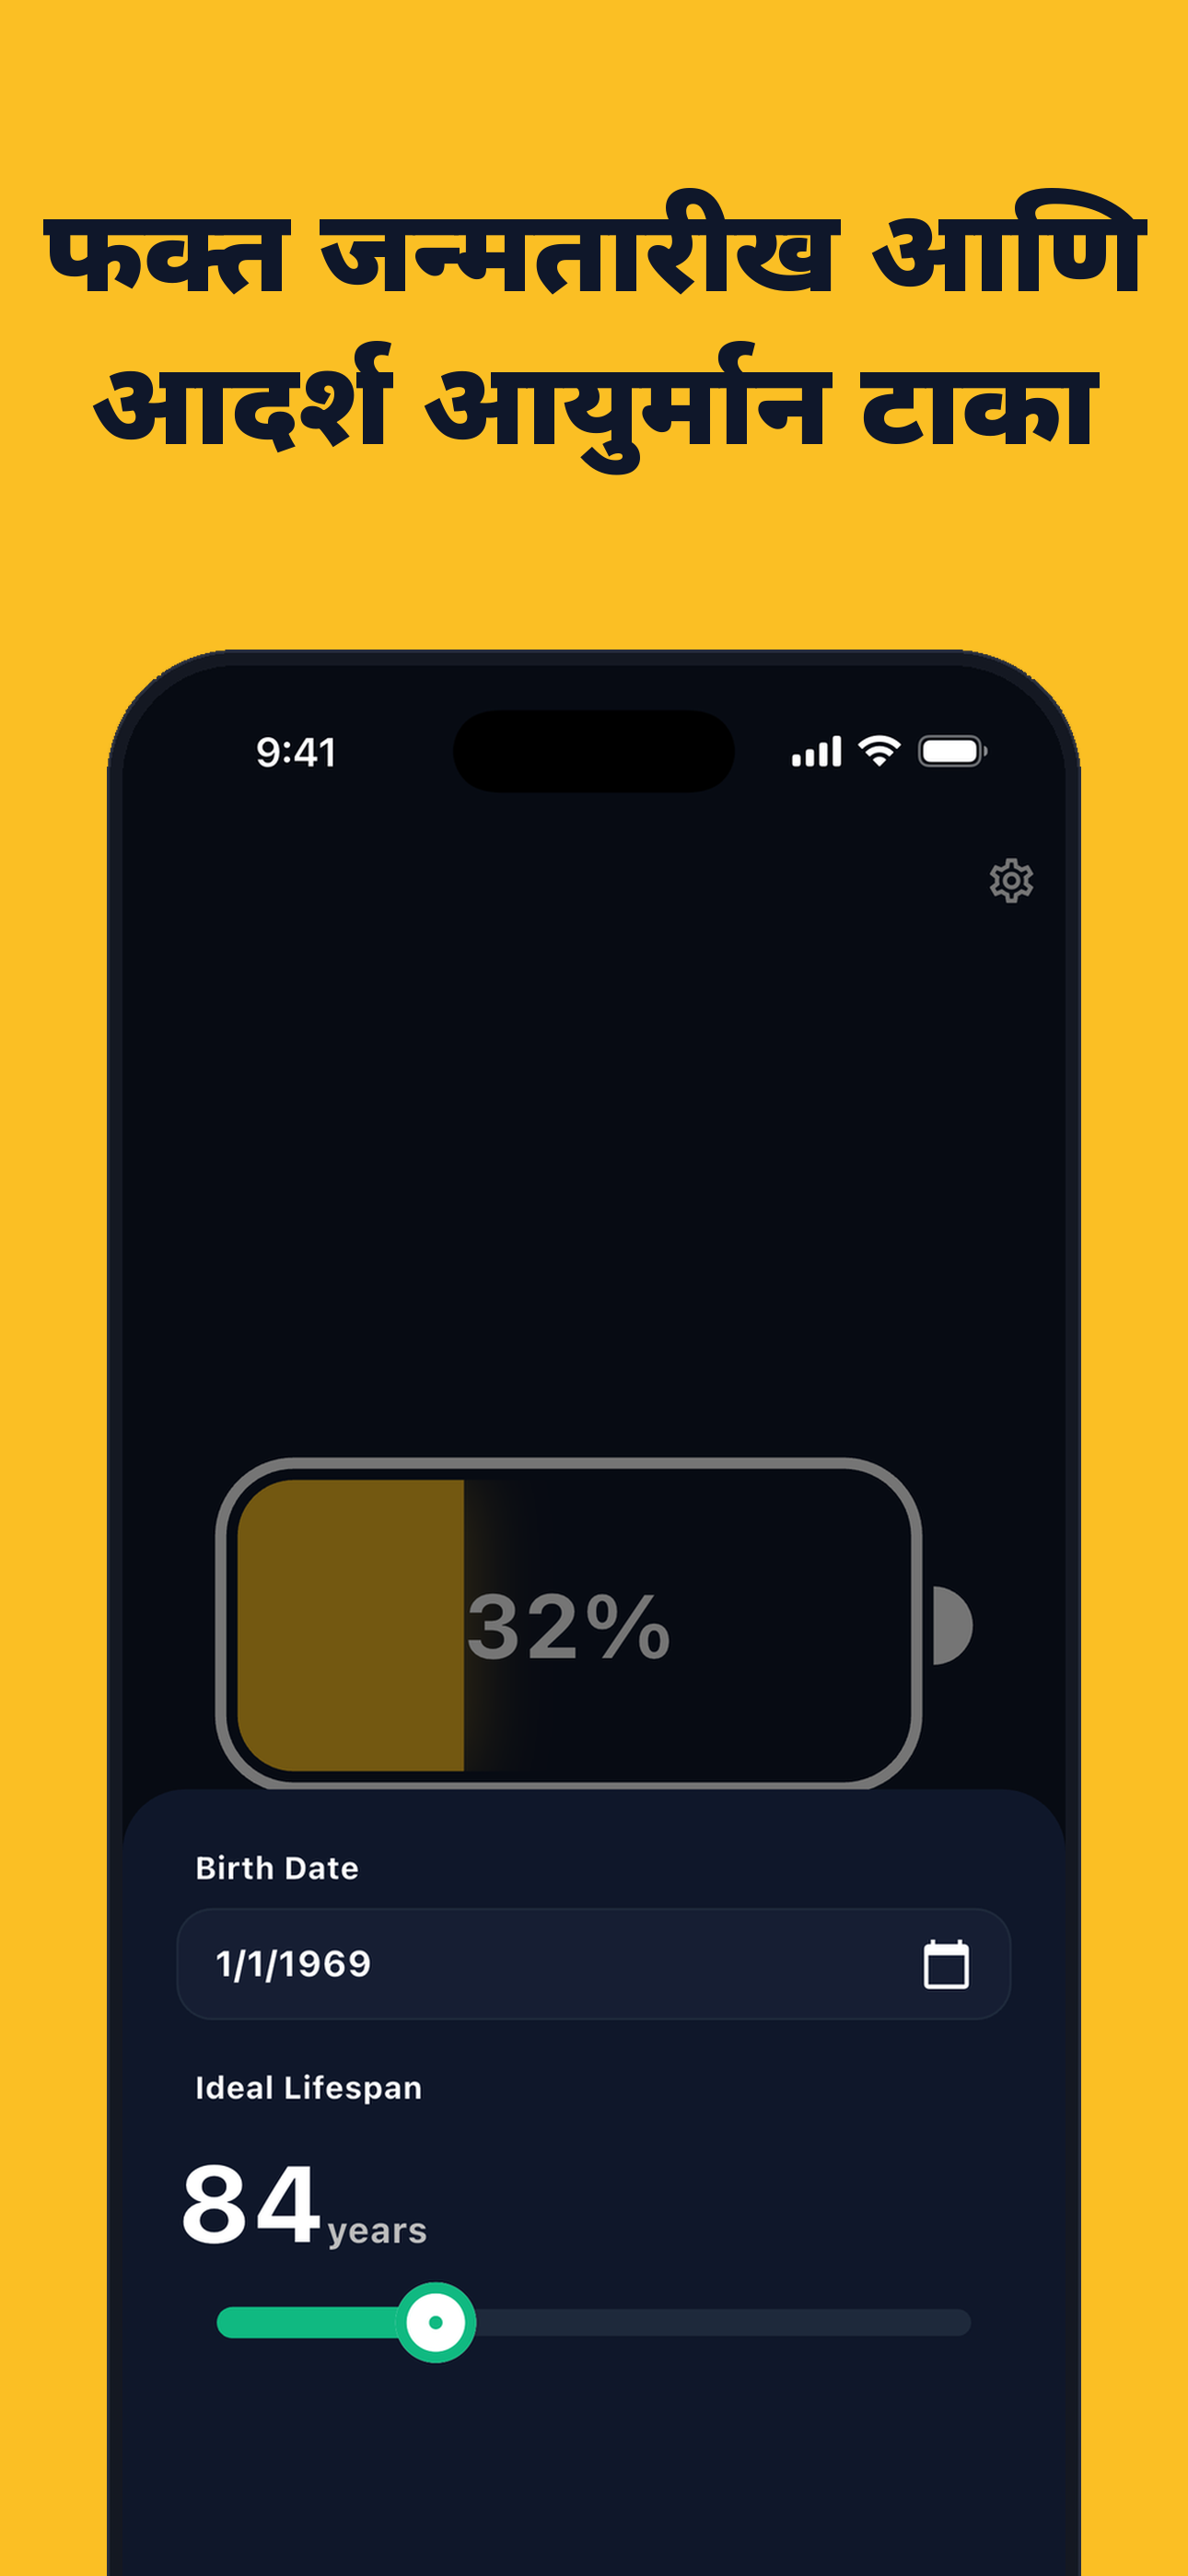 फक्त जन्मतारीख आणि
आदर्श आयुर्मान टाका
9:41
32%
Birth Date
1/1/1969
Ideal Lifespan
84 years